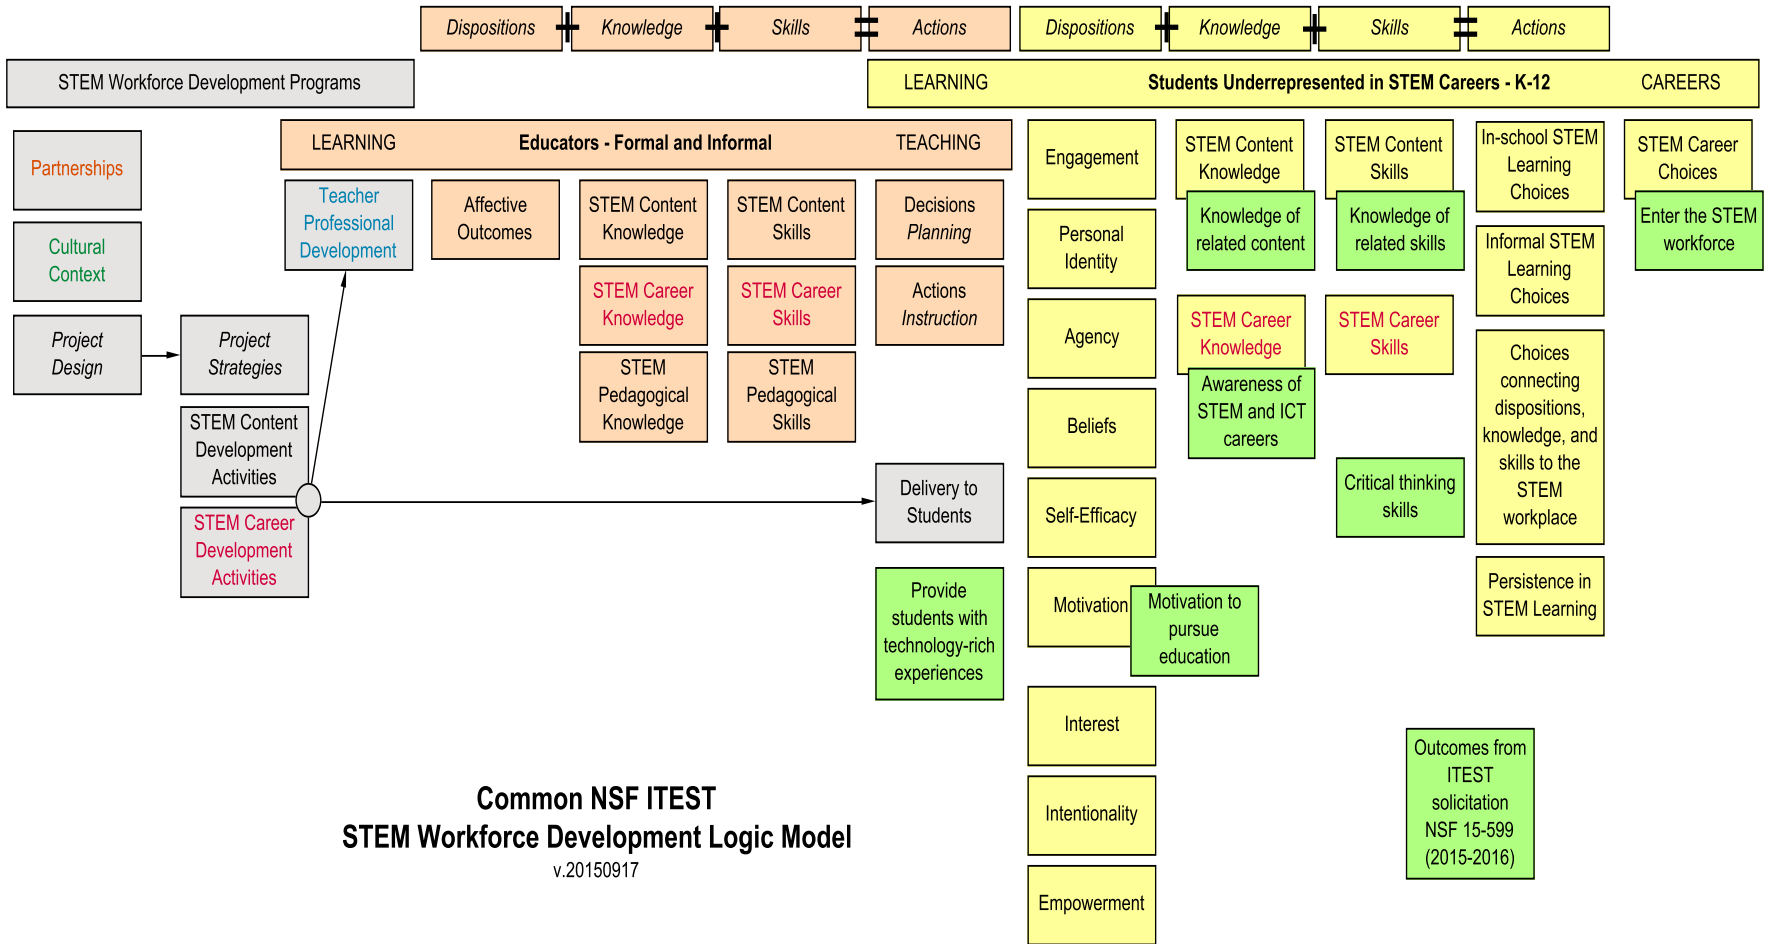 Dispositions
Knowledge
Skills
Actions
Dispositions
Knowledge
Skills
Actions
STEM Workforce Development Programs
LEARNING
Students Underrepresented in STEM Careers - K-12
CAREERS
LEARNING
Educators - Formal and Informal
TEACHING
Partnerships
Cultural
Context
Project
Design
Project
Strategies
STEM Content
Development
Activities
STEM Career
Development
Activities
Teacher
Professional
Development
Affective
Outcomes
STEM Content
Knowledge
STEM Career
Knowledge
STEM
Pedagogical
Knowledge
STEM Content
Skills
STEM Career
Skills
STEM
Pedagogical
Skills
Decisions
Planning
Actions
Instruction
Delivery to
Students
Provide
students with
technology-rich
experiences
Engagement
Personal
Identity
Agency
Beliefs
Self-Efficacy
Motivation
Motivation to
pursue
education
Interest
Intentionality
Empowerment
STEM Content
Knowledge
Knowledge of
related content
STEM Career
Knowledge
Awareness of
STEM and ICT
careers
STEM Content
Skills
Knowledge of
related skills
STEM Career
Skills
Critical thinking
skills
In-school STEM
Learning
Choices
Informal STEM
Learning
Choices
Choices
connecting
dispositions,
knowledge, and
skills to the
STEM
workplace
Persistence in
STEM Learning
STEM Career
Choices
Enter the STEM
workforce
Outcomes from
ITEST
solicitation
NSF 15-599
(2015-2016)
Common NSF ITEST
STEM Workforce Development Logic Model
v.20150917